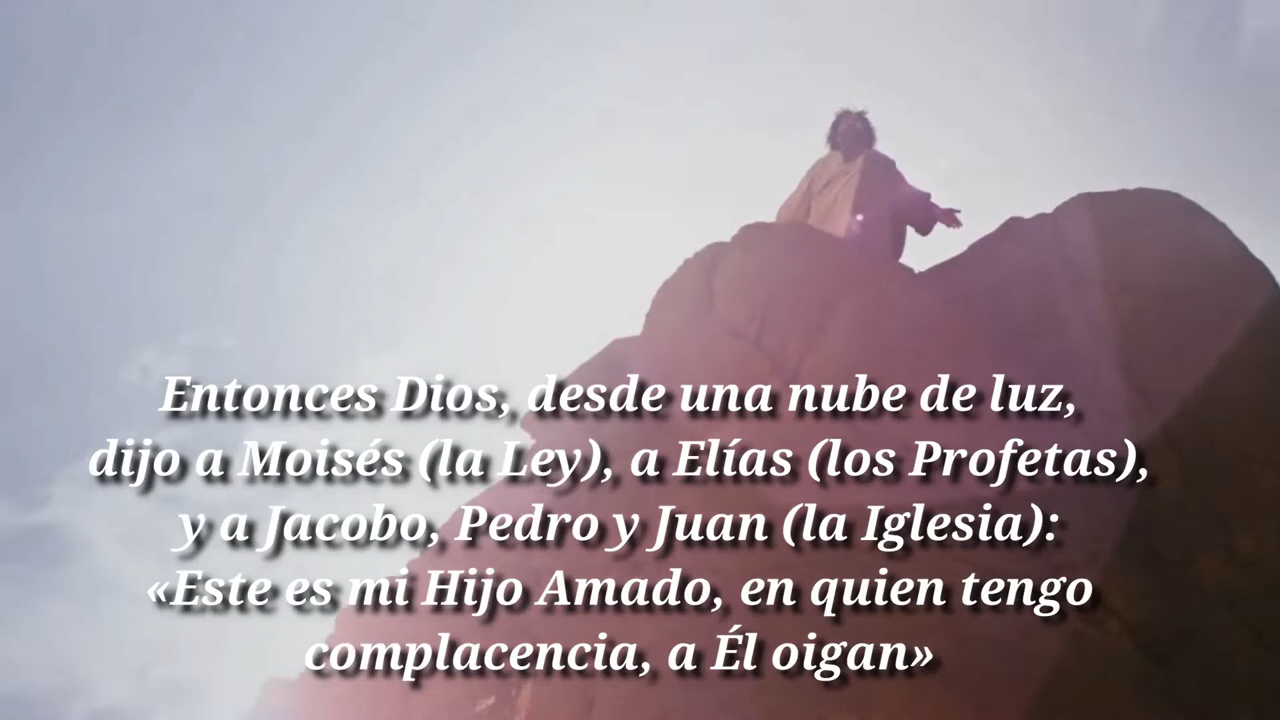 Entonces Dios, desde una nube de luz,
dijo a Moisés (la Ley), a Elías (los Profetas),
y a Jacobo, Pedro y Juan (la Iglesia):
«Este es mi Hijo Amado, en quien tengo
complacencia, a Él oigan»